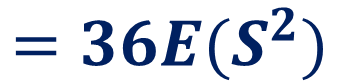 = 36E(S²)